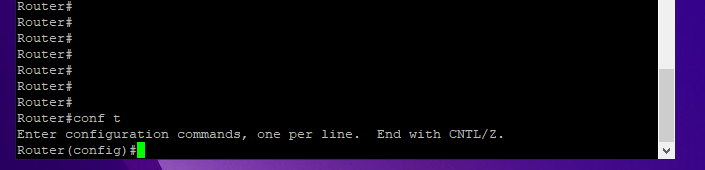 Router#
Router#
Router#
Router#
Router#
Router#
Router#
Router#conf t
Enter configuration commands, one per line.  End with CNTL/Z.
Router(config)#